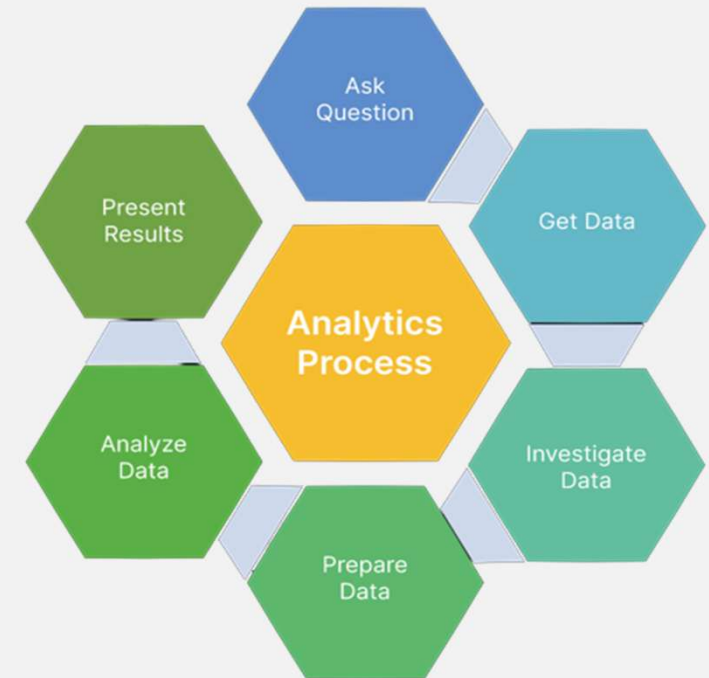 Ask
Question
Get Data
Investigate
Data
Prepare
Data
Analyze
Data
Present
Results
Analytics
Process